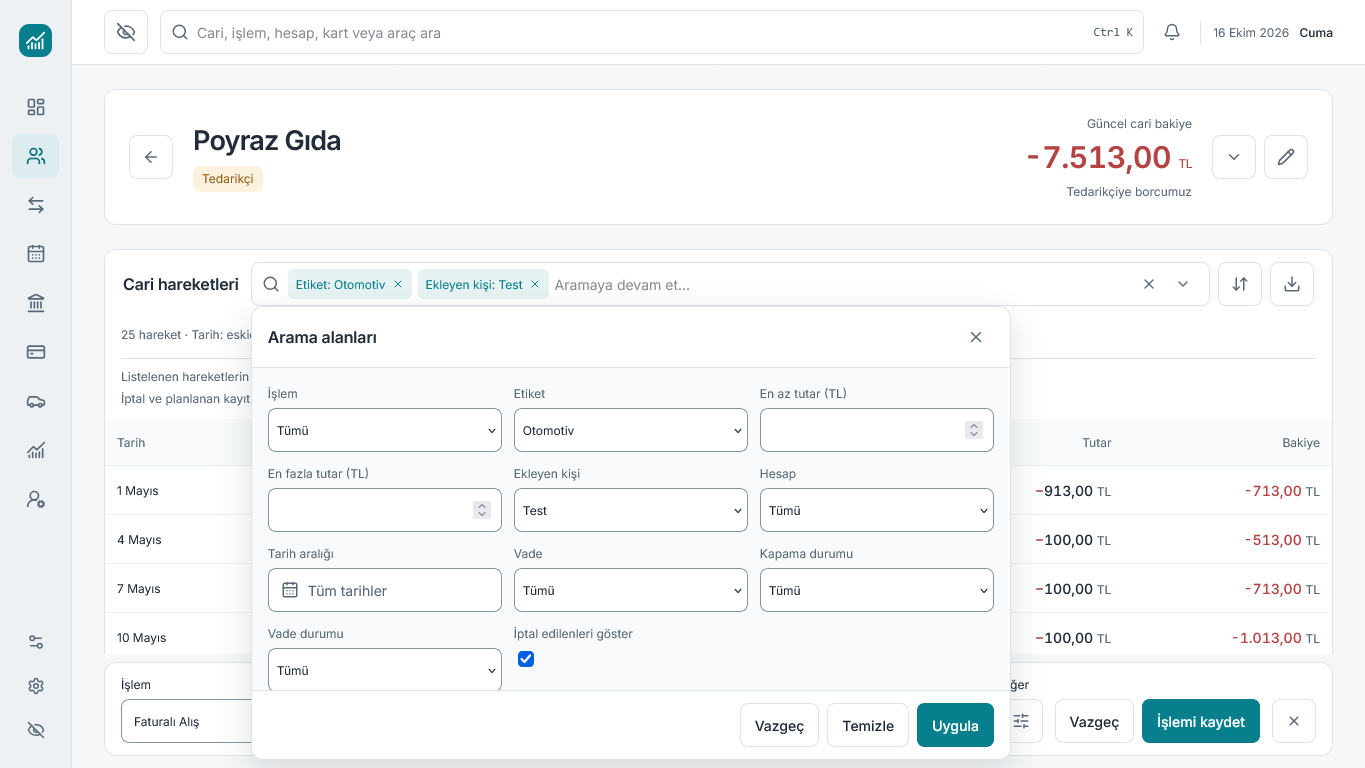 Cari, işlem, hesap, kart veya araç ara
Ctrl K
16 Ekim 2026 Cuma
Poyraz Gıda
Tedarikçi
Güncel cari bakiye
-7.513,00 TL
Tedarikçiye borcumuz
Cari hareketleri
Etiket: Otomotiv
Ekleyen kişi: Test
Aramaya devam et...
25 hareket · Tarih: eski
Listelenen hareketlerin
İptal ve planlanan kayıt
Arama alanları
İşlem
Tümü
Etiket
Otomotiv
En az tutar (TL)
En fazla tutar (TL)
Ekleyen kişi
Test
Hesap
Tümü
Tarih aralığı
Tüm tarihler
Vade
Tümü
Kapama durumu
Tümü
Vade durumu
Tümü
İptal edilenleri göster
Vazgeç
Temizle
Uygula
Tarih
Tutar
Bakiye
1 Mayıs
-913,00 TL
-713,00 TL
4 Mayıs
-100,00 TL
-513,00 TL
7 Mayıs
-100,00 TL
-713,00 TL
10 Mayıs
-100,00 TL
-1.013,00 TL
İşlem
Faturalı Alış
ğer
Vazgeç
İşlemi kaydet